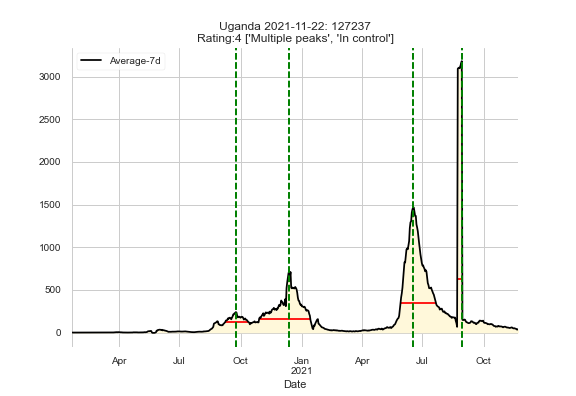 Uganda 2021-11-22: 127237
Rating:4 ['Multiple peaks', 'In control']
Average-7d
3000
2500
2000
1500
1000
500
0
Apr Jul Oct Jan Apr Jul Oct
2021
Date